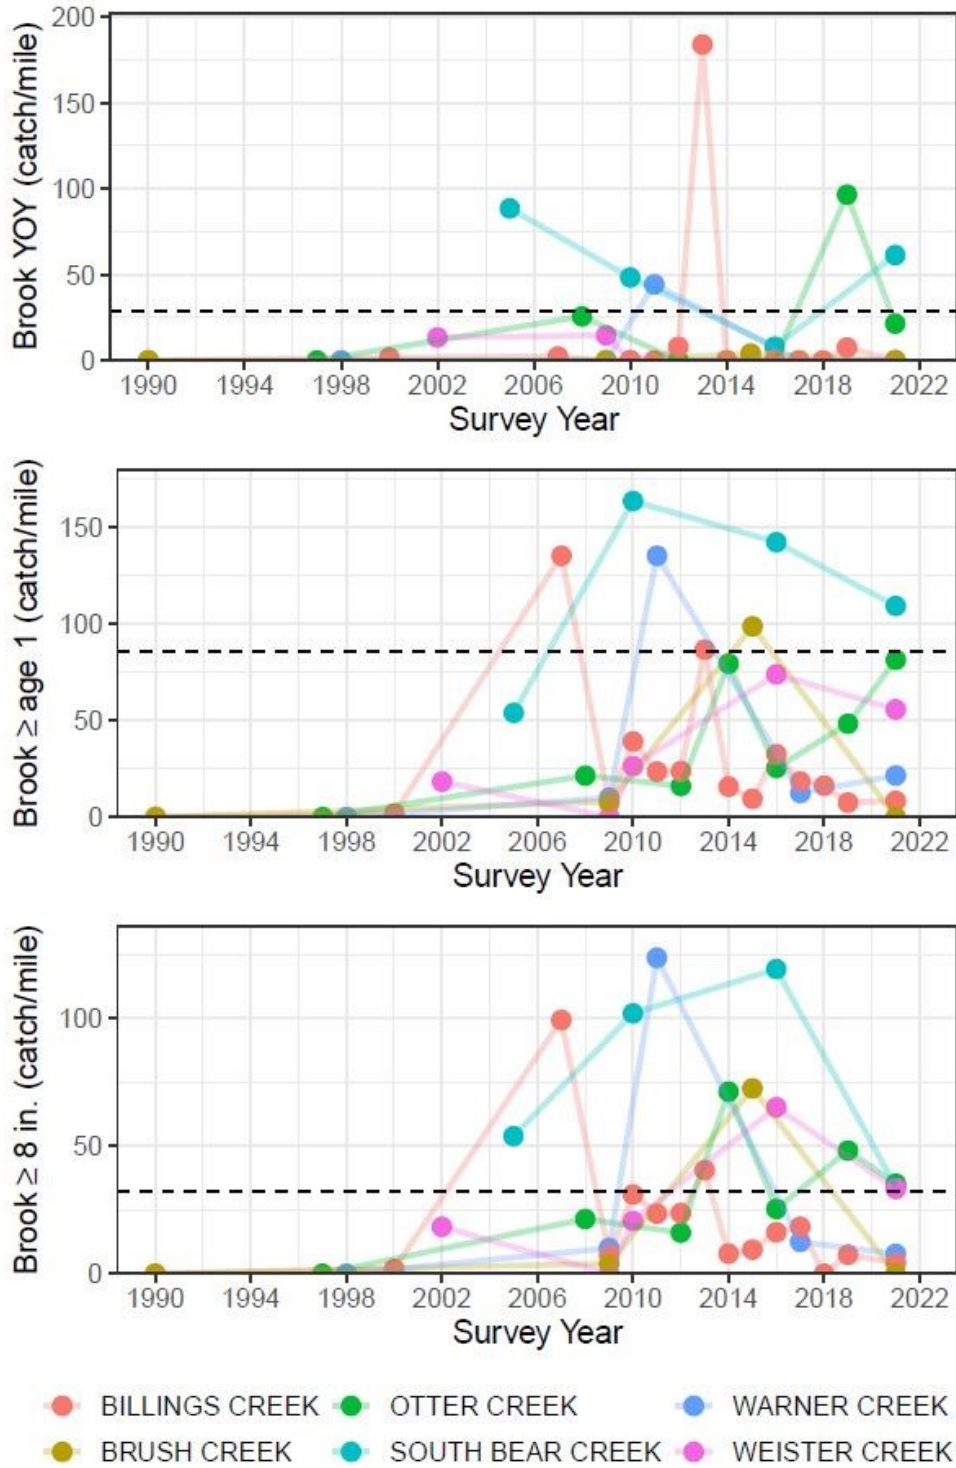 200
150
100
50
0
Brook YOY (catch/mile)
1990 1994 1998 2002 2006 2010 2014 2018 2022
Survey Year
150
100
50
0
Brook ≥ age 1 (catch/mile)
1990 1994 1998 2002 2006 2010 2014 2018 2022
Survey Year
100
50
0
Brook ≥ 8 in. (catch/mile)
1990 1994 1998 2002 2006 2010 2014 2018 2022
Survey Year
BILLINGS CREEK OTTER CREEK WARNER CREEK
BRUSH CREEK SOUTH BEAR CREEK WEISTER CREEK